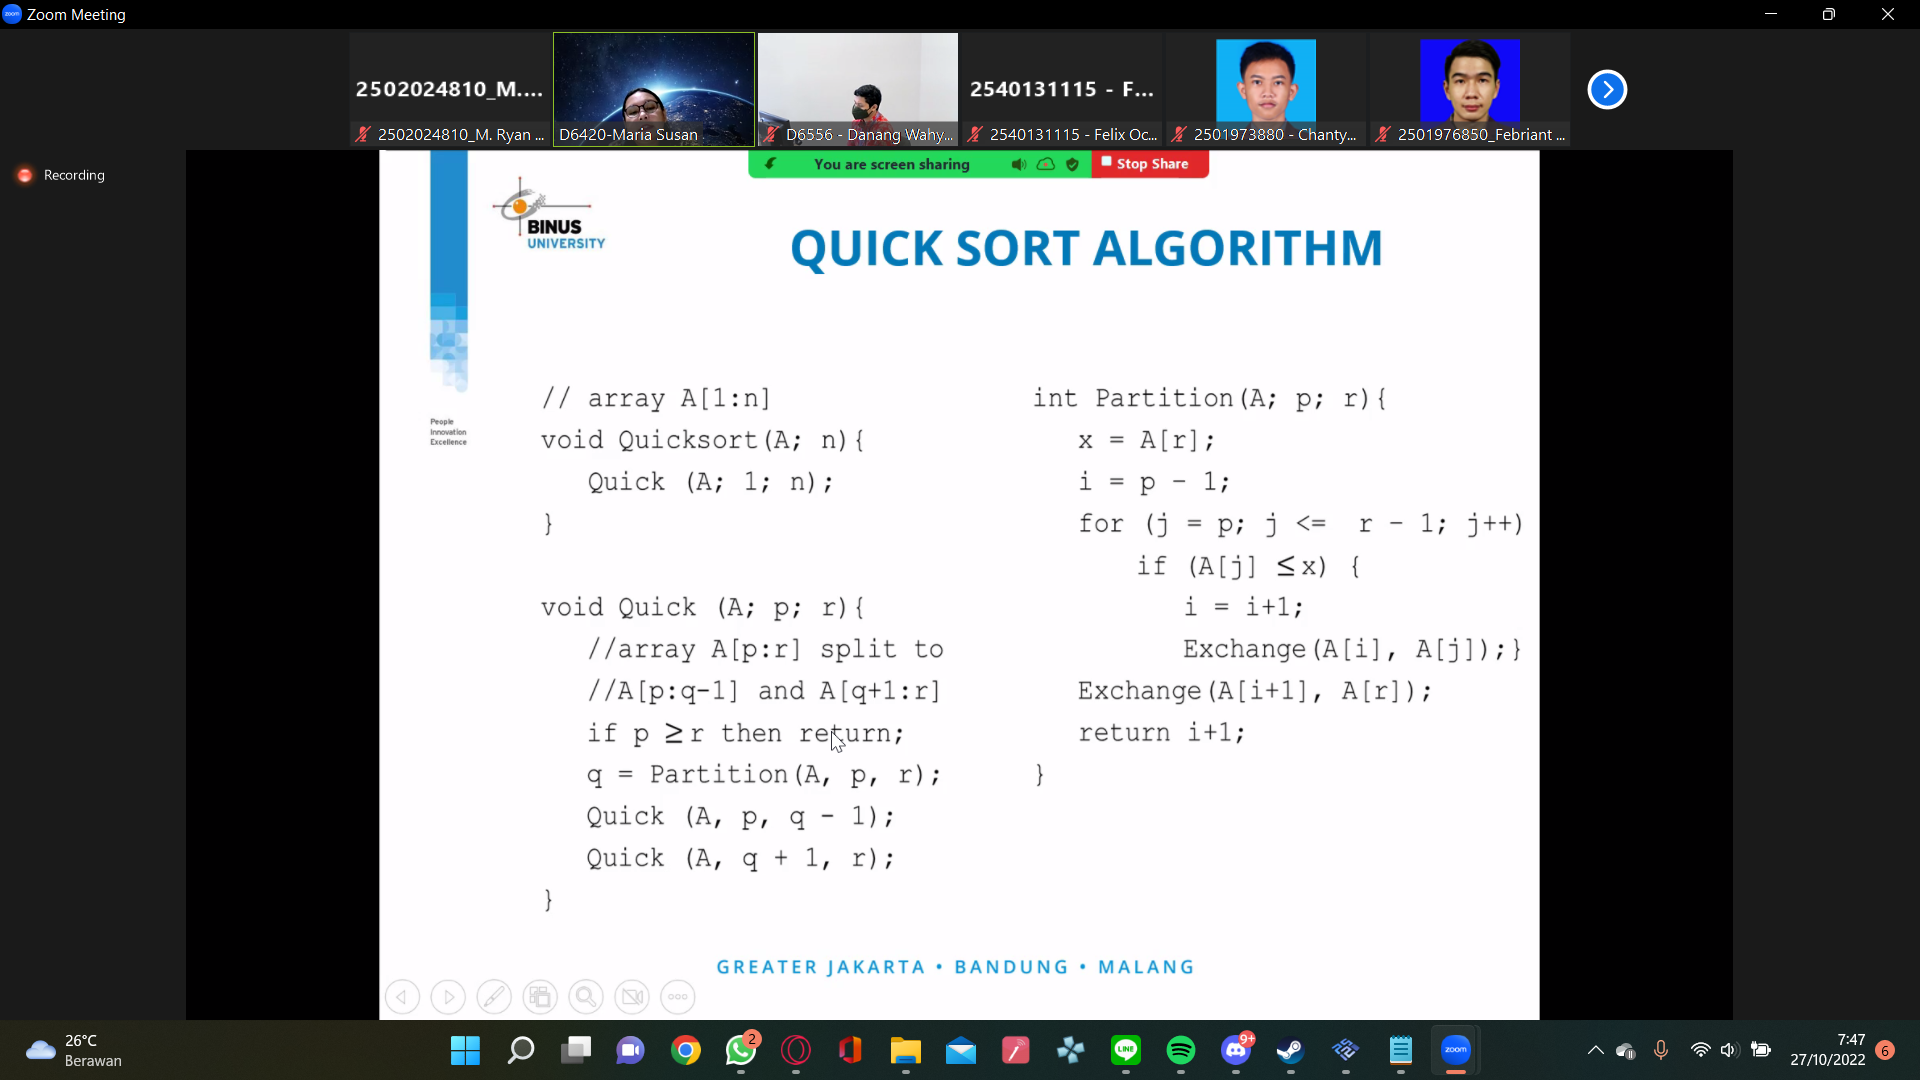 Zoom Meeting
2502024810_M....
2540131115 - F...
2502024810_M. Ryan ...
D6420-Maria Susan
D6556 - Danang Wahy...
2540131115 - Felix Oc...
2501973880 - Chanty...
2501976850_Febriant ...
Recording
You are screen sharing
Stop Share
BINUS
UNIVERSITY
QUICK SORT ALGORITHM
People
Innovation
Excellence
// array A[1:n]
void Quicksort(A; n){
Quick (A; 1; n);
}
void Quick (A; p; r){
//array A[p:r] split to
//A[p:q-1] and A[q+1:r]
if p ≥r then return;
q = Partition(A, p, r);
Quick (A, p, q - 1);
Quick (A, q + 1, r);
}
int Partition(A; p; r){
x = A[r];
i = p - 1;
for (j = p; j <= r - 1; j++)
if (A[j] ≤x) {
i = i+1;
Exchange(A[i], A[j]);}
Exchange(A[i+1], A[r]);
return i+1;
}
GREATER JAKARTA • BANDUNG • MALANG
26°C
Berawan
2
LINE
9+
zoom
7:47
27/10/2022
6